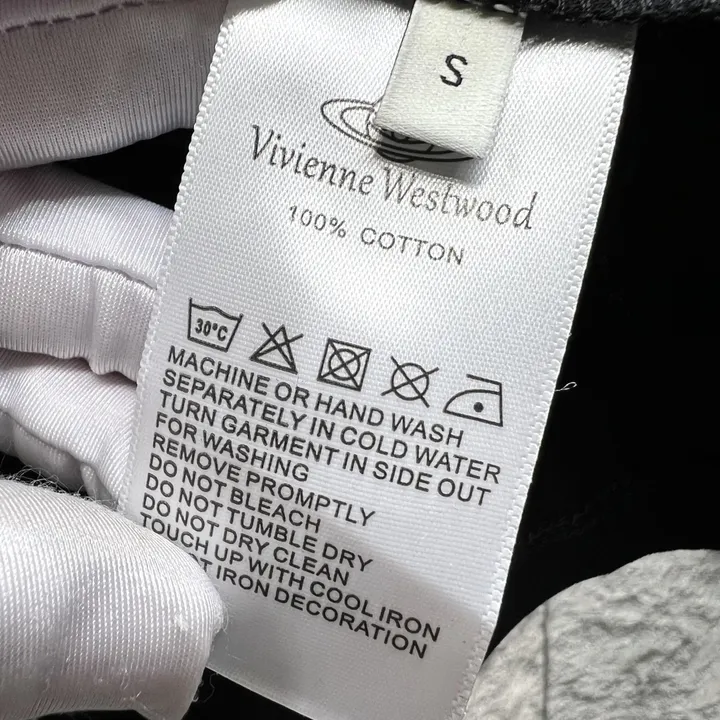 S
Vivienne Westwood
100% COTTON
30°C
MACHINE OR HAND WASH
SEPARATELY IN COLD WATER
TURN GARMENT IN SIDE OUT
FOR WASHING
REMOVE PROMPTLY
DO NOT BLEACH
DO NOT TUMBLE DRY
DO NOT DRY CLEAN
TOUCH UP WITH COOL IRON
IRON DECORATION